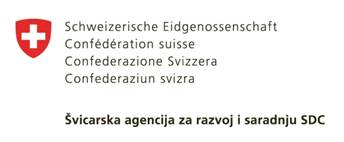 Schweizerische Eidgenossenschaft
Confédération suisse
Confederazione Svizzera
Confederaziun svizra
Švicarska agencija za razvoj i saradnju SDC